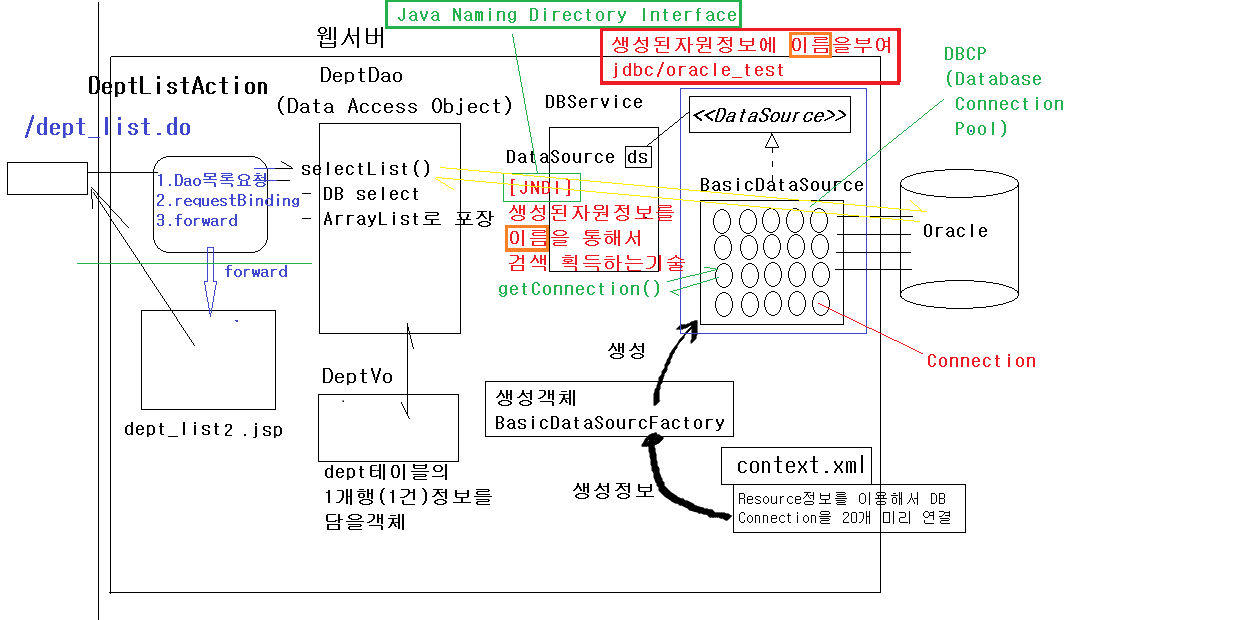 Java Naming Directory Interface
웹서버
생성된자원정보에 이름을부여
jdbc/oracle_test
DBCP
(Database
Connection
Pool)
DeptListAction
DeptDao
(Data Access Object)
DBService
<<DataSource>>
/dept_list.do
selectList()
DataSource ds
1.Dao목록요청
2.requestBinding
3.forward
- DB select
- ArrayList로 포장
[JNDI]
생성된자원정보를
이름을 통해서
검색 획득하는기술
BasicDataSource
Oracle
forward
getConnection()
생성
Connection
DeptVo
생성객체
BasicDataSourcFactory
dept_list2.jsp
context.xml
dept테이블의
1개행(1건)정보를
담을객체
생성정보
Resource정보를 이용해서 DB
Connection을 20개 미리 연결